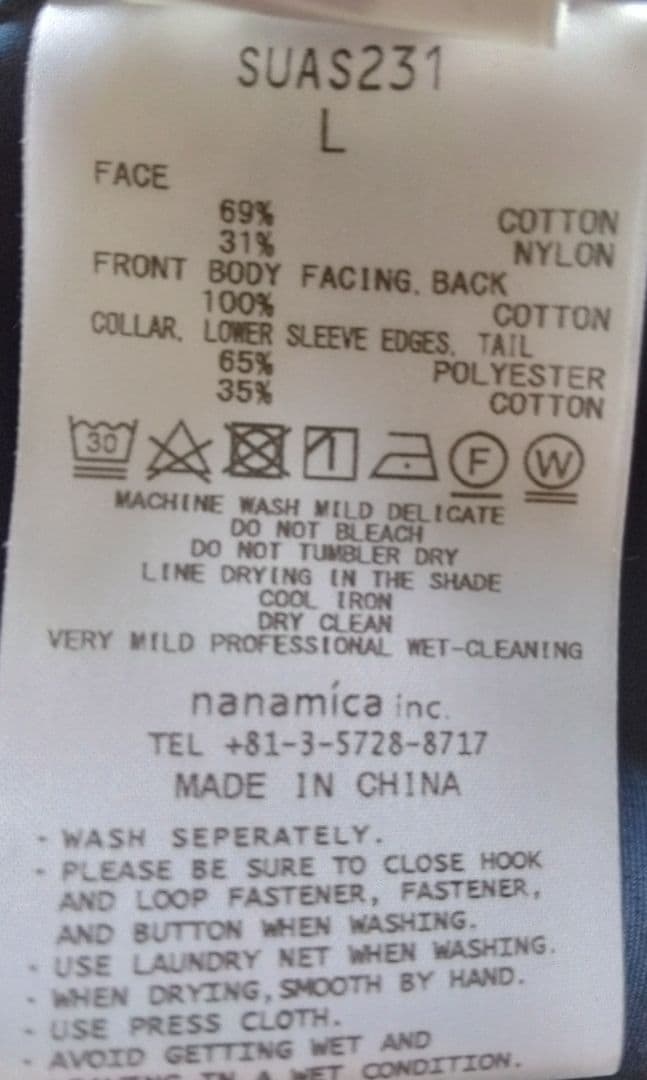 SUAS231
L
FACE
69% COTTON
31% NYLON
FRONT BODY FACING. BACK
100% COTTON
COLLAR. LOWER SLEEVE EDGES. TAIL
65% POLYESTER
35% COTTON
30 F W
MACHINE WASH MILD DELICATE
DO NOT BLEACH
DO NOT TUMBLER DRY
LINE DRYING IN THE SHADE
COOL IRON
DRY CLEAN
VERY MILD PROFESSIONAL WET-CLEANING
nanamica inc.
TEL +81-3-5728-8717
MADE IN CHINA
- WASH SEPERATELY.
- PLEASE BE SURE TO CLOSE HOOK
AND LOOP FASTENER, FASTENER,
AND BUTTON WHEN WASHING.
- USE LAUNDRY NET WHEN WASHING.
- WHEN DRYING, SMOOTH BY HAND.
- USE PRESS CLOTH.
- AVOID GETTING WET AND
IN A WET CONDITION.